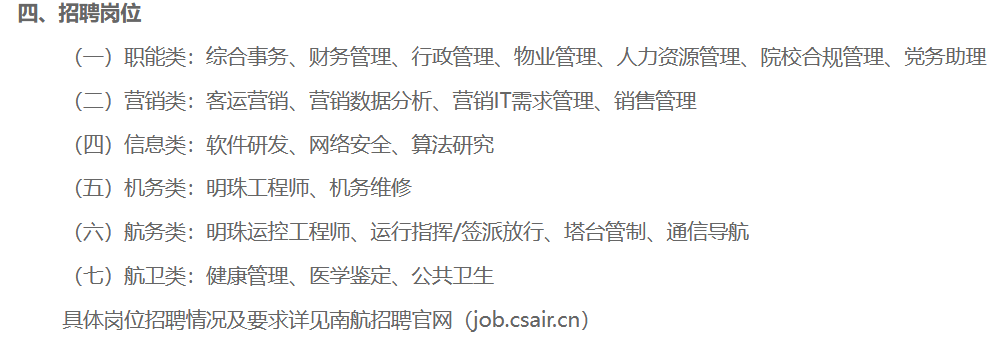 四、招聘岗位
（一）职能类：综合事务、财务管理、行政管理、物业管理、人力资源管理、院校合规管理、党务助理
（二）营销类：客运营销、营销数据分析、营销IT需求管理、销售管理
（四）信息类：软件研发、网络安全、算法研究
（五）机务类：明珠工程师、机务维修
（六）航务类：明珠运控工程师、运行指挥/签派放行、塔台管制、通信导航
（七）航卫类：健康管理、医学鉴定、公共卫生
具体岗位招聘情况及要求详见南航招聘官网（job.csair.cn）